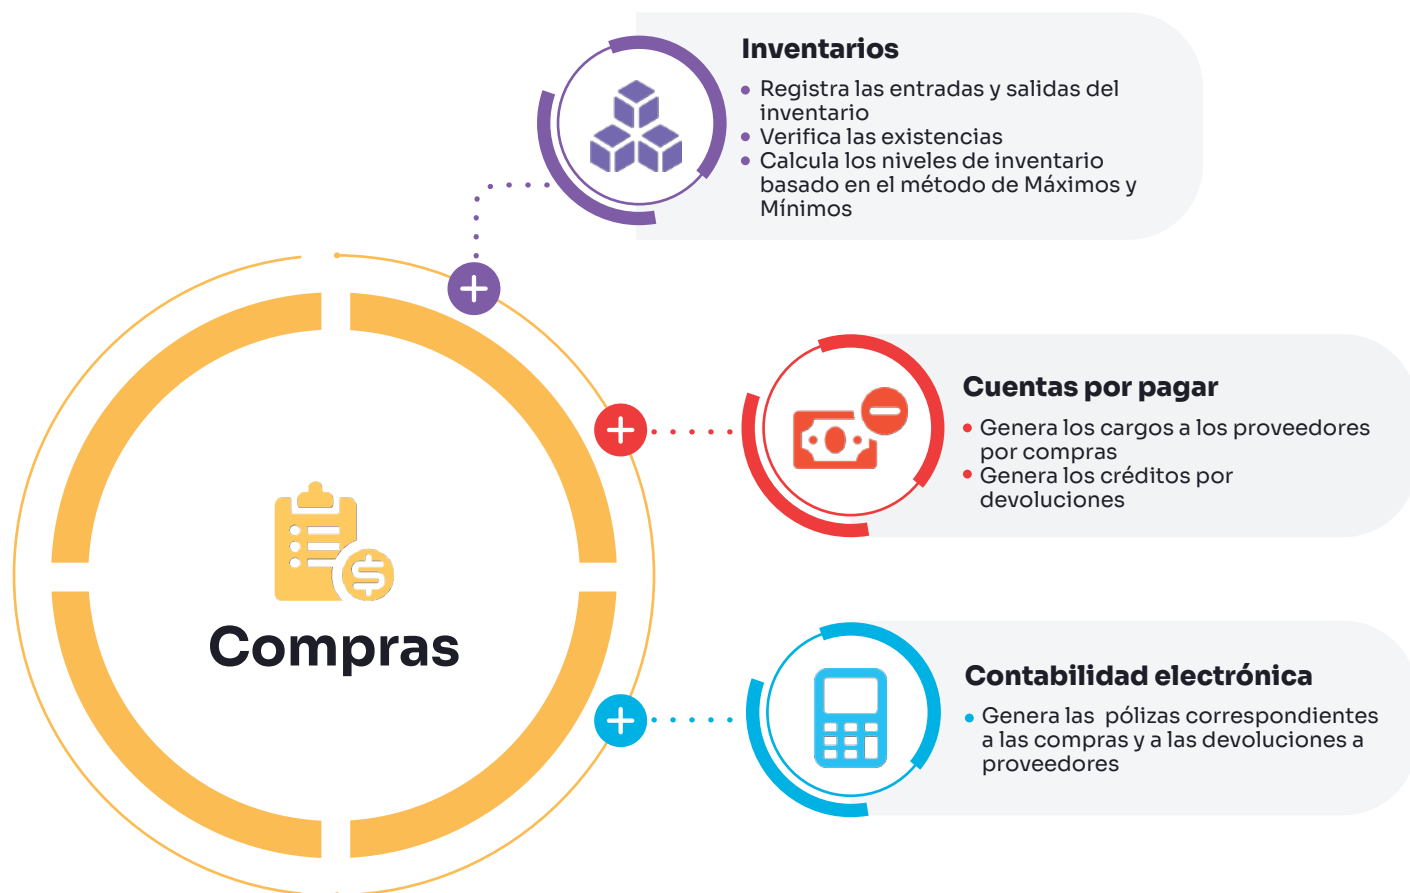 Inventarios
Registra las entradas y salidas del
inventario
Verifica las existencias
Calcula los niveles de inventario
basado en el método de Máximos y
Mínimos
Cuentas por pagar
Genera los cargos a los proveedores
por compras
Genera los créditos por
devoluciones
Compras
Contabilidad electrónica
Genera las  pólizas correspondientes
a las compras y a las devoluciones a
proveedores